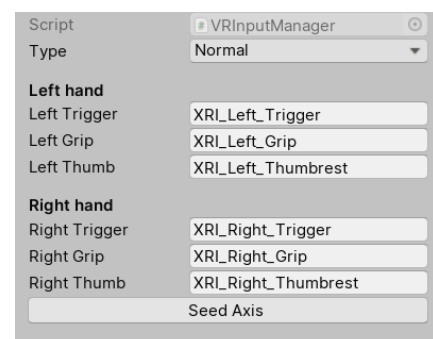 Script VRInputManager
Type Normal
Left hand
Left Trigger XRI_Left_Trigger
Left Grip XRI_Left_Grip
Left Thumb XRI_Left_Thumbrest
Right hand
Right Trigger XRI_Right_Trigger
Right Grip XRI_Right_Grip
Right Thumb XRI_Right_Thumbrest
Seed Axis